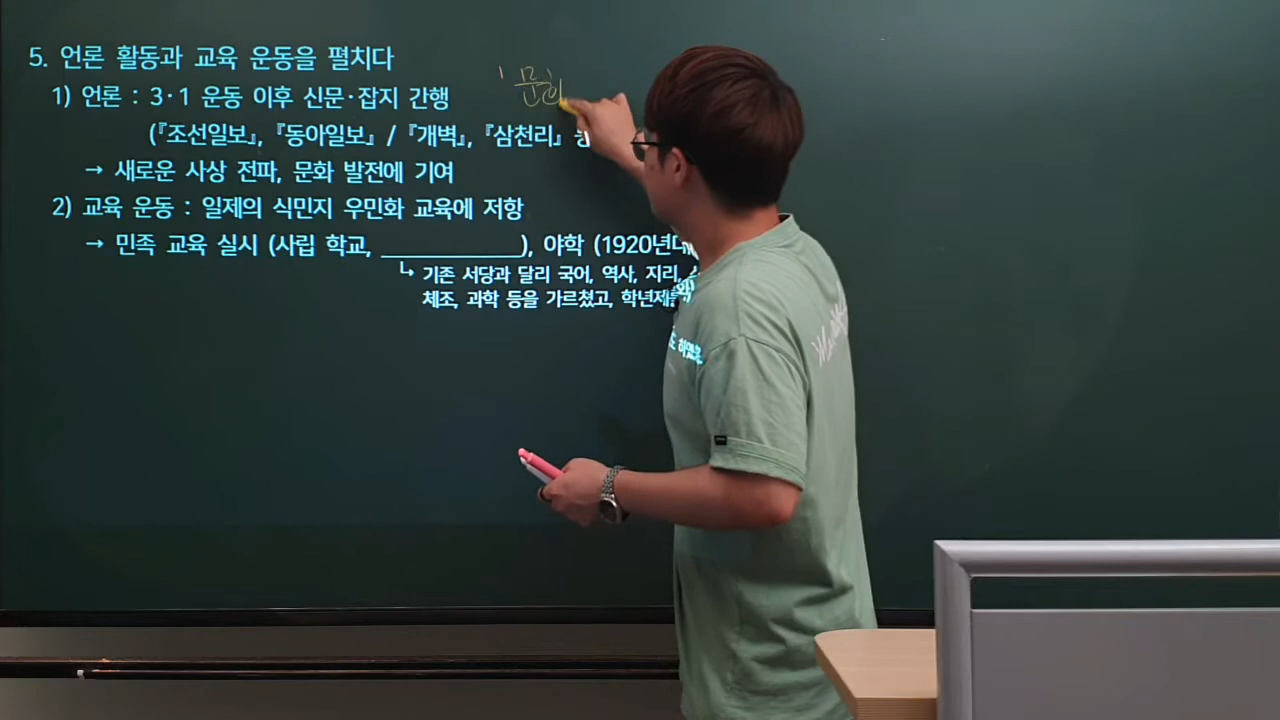 5. 언론 활동과 교육 운동을 펼치다
문화
1) 언론 : 3·1 운동 이후 신문·잡지 간행
(『조선일보』, 『동아일보』 / 『개벽』, 『삼천리』
→ 새로운 사상 전파, 문화 발전에 기여
2) 교육 운동 : 일제의 식민지 우민화 교육에 저항
→ 민족 교육 실시 (사립 학교, ____________), 야학 (1920년대
↳ 기존 서당과 달리 국어, 역사, 지리,
체조, 과학 등을 가르쳤고, 학년제를